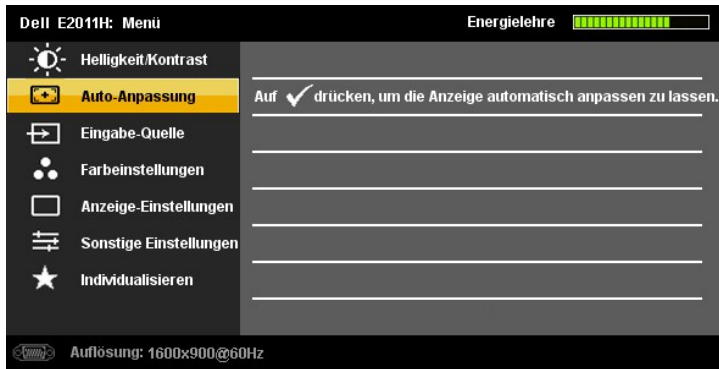 Dell E2011H: Menü Energielehre
Helligkeit/Kontrast
Auto-Anpassung Auf ✓ drücken, um die Anzeige automatisch anpassen zu lassen.
Eingabe-Quelle
Farbeinstellungen
Anzeige-Einstellungen
Sonstige Einstellungen
Individualisieren
Auflösung: 1600x900@60Hz